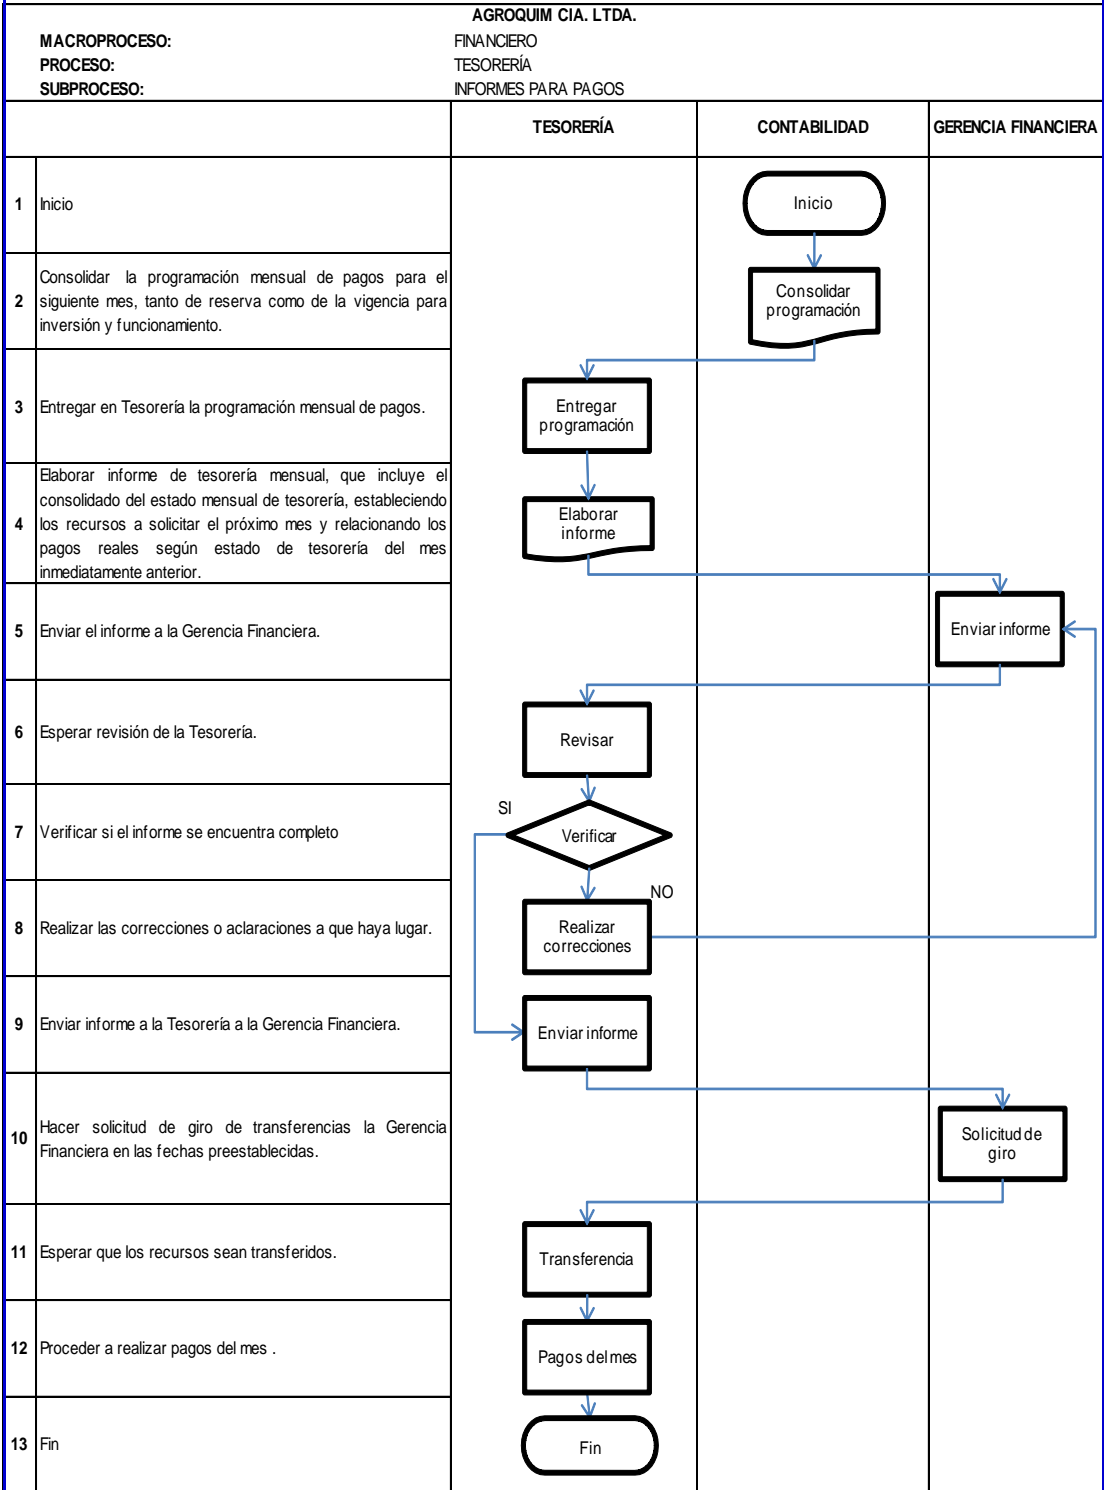 AGROQUIM CIA. LTDA.
MACROPROCESO: FINANCIERO
PROCESO: TESORERÍA
SUBPROCESO: INFORMES PARA PAGOS
TESORERÍA CONTABILIDAD GERENCIA FINANCIERA
1 Inicio
Inicio
2 Consolidar la programación mensual de pagos para el
siguiente mes, tanto de reserva como de la vigencia para
inversión y funcionamiento.
Consolidar
programación
3 Entregar en Tesorería la programación mensual de pagos.
Entregar
programación
4 Elaborar informe de tesorería mensual, que incluye el
consolidado del estado mensual de tesorería, estableciendo
los recursos a solicitar el próximo mes y relacionando los
pagos reales según estado de tesorería del mes
inmediatamente anterior.
Elaborar
informe
5 Enviar el informe a la Gerencia Financiera.
Enviar informe
6 Esperar revisión de la Tesorería.
Revisar
7 Verificar si el informe se encuentra completo
SI
Verificar
NO
8 Realizar las correcciones o aclaraciones a que haya lugar.
Realizar
correcciones
9 Enviar informe a la Tesorería a la Gerencia Financiera.
Enviar informe
10 Hacer solicitud de giro de transferencias la Gerencia
Financiera en las fechas preestablecidas.
Solicitud de
giro
11 Esperar que los recursos sean transferidos.
Transferencia
12 Proceder a realizar pagos del mes .
Pagos del mes
13 Fin
Fin